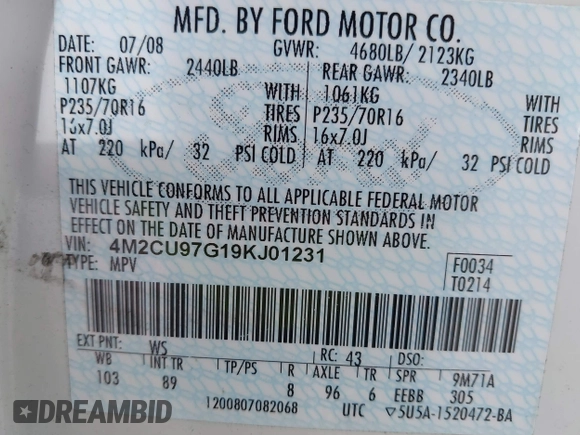 MFD. BY FORD MOTOR CO.
DATE: 07/08 GVWR: 4680LB/ 2123KG
FRONT GAWR: 2440LB REAR GAWR: 2340LB
1107KG WITH 1061KG WITH
P235/70R16 TIRES P235/70R16 TIRES
16x7.0J RIMS 16x7.0J RIMS
AT 220 kPa/ 32 PSI COLD AT 220 kPa/ 32 PSI COLD
THIS VEHICLE CONFORMS TO ALL APPLICABLE FEDERAL MOTOR
VEHICLE SAFETY AND THEFT PREVENTION STANDARDS IN
EFFECT ON THE DATE OF MANUFACTURE SHOWN ABOVE.
VIN: 4M2CU97G19KJ01231 F0034
TYPE: MPV T0214
EXT PNT: WS RC: 43 DSO:
WB INT TR TP/PS R AXLE TR SPR 9M71A
103 89 8 96 6 EEBB 305
1200807082068 UTC 5U5A-1520472-BA
DREAMBID